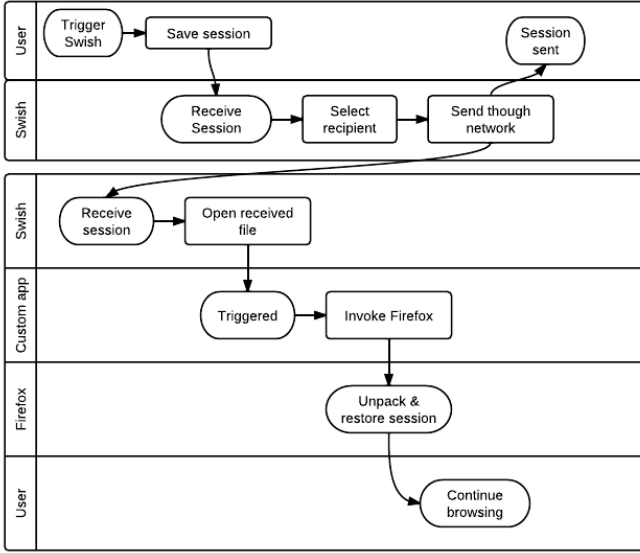 User
Trigger
Swish
Save session
Session
sent
Swish
Receive
Session
Select
recipient
Send though
network
Swish
Receive
session
Open received
file
Custom app
Triggered
Invoke Firefox
Firefox
Unpack &
restore session
User
Continue
browsing